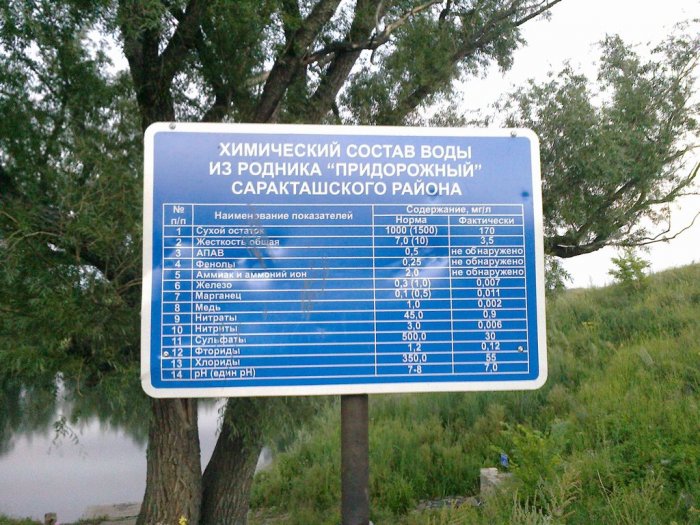 ХИМИЧЕСКИЙ СОСТАВ ВОДЫ
ИЗ РОДНИКА "ПРИДОРОЖНЫЙ"
САРАКТАШСКОГО РАЙОНА
№ п/п Наименование показателей Содержание, мг/л
Норма Фактически
1 Сухой остаток 1000 (1500) 170
2 Жесткость общая 7,0 (10) 3,5
3 АПАВ 0,5 не обнаружено
4 Фенолы 0,25 не обнаружено
5 Аммиак и аммоний ион 2,0 не обнаружено
6 Железо 0,3 (1,0) 0,007
7 Марганец 0,1 (0,5) 0,011
8 Медь 1,0 0,002
9 Нитраты 45,0 0,9
10 Нитриты 3,0 0,006
11 Сульфаты 500,0 30
12 Фториды 1,2 0,12
13 Хлориды 350,0 55
14 pH (един pH) 7-8 7,0